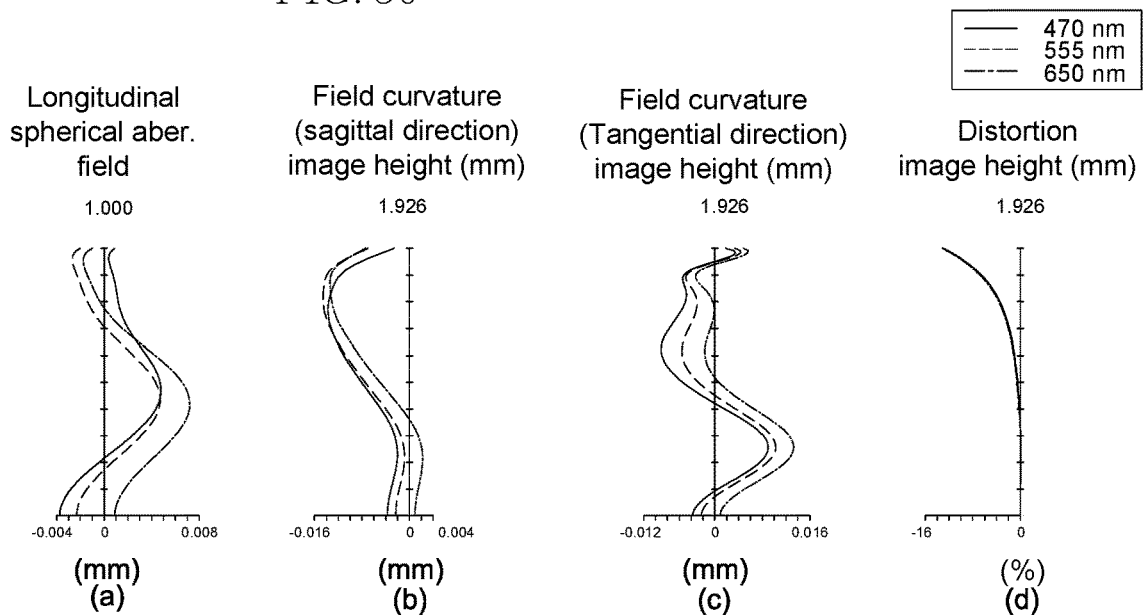 470 nm
555 nm
650 nm
Longitudinal
spherical aber.
field
1.000
Field curvature
(sagittal direction)
image height (mm)
1.926
Field curvature
(Tangential direction)
image height (mm)
1.926
Distortion
image height (mm)
1.926
-0.004 0 0.008
(mm)
(a)
-0.016 0 0.004
(mm)
(b)
-0.012 0 0.016
(mm)
(c)
-16 0
(%)
(d)